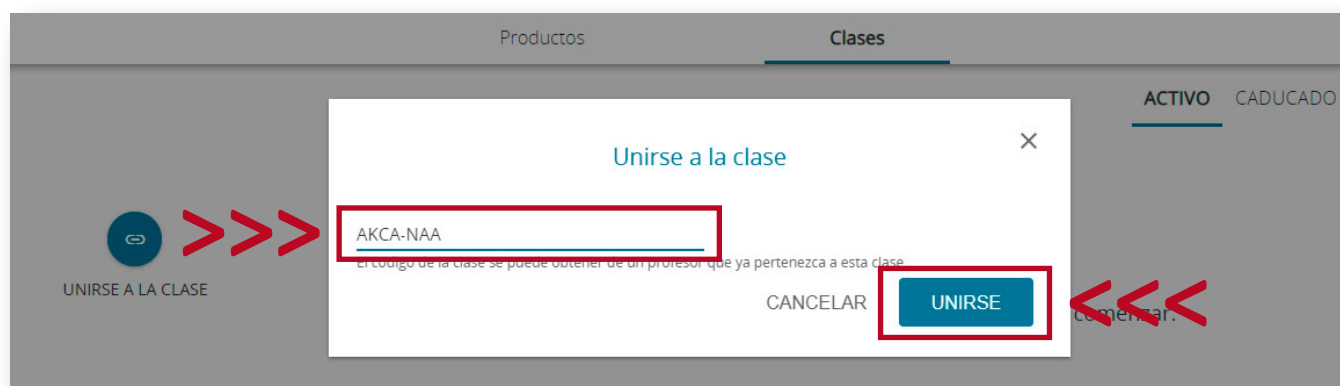 Productos
Clases
ACTIVO CADUCADO
Unirse a la clase
>>>
AKCA-NAA
El código de la clase se puede obtener de un profesor que ya pertenezca a esta clase
UNIRSE A LA CLASE
CANCELAR UNIRSE
<<<
comenzar.